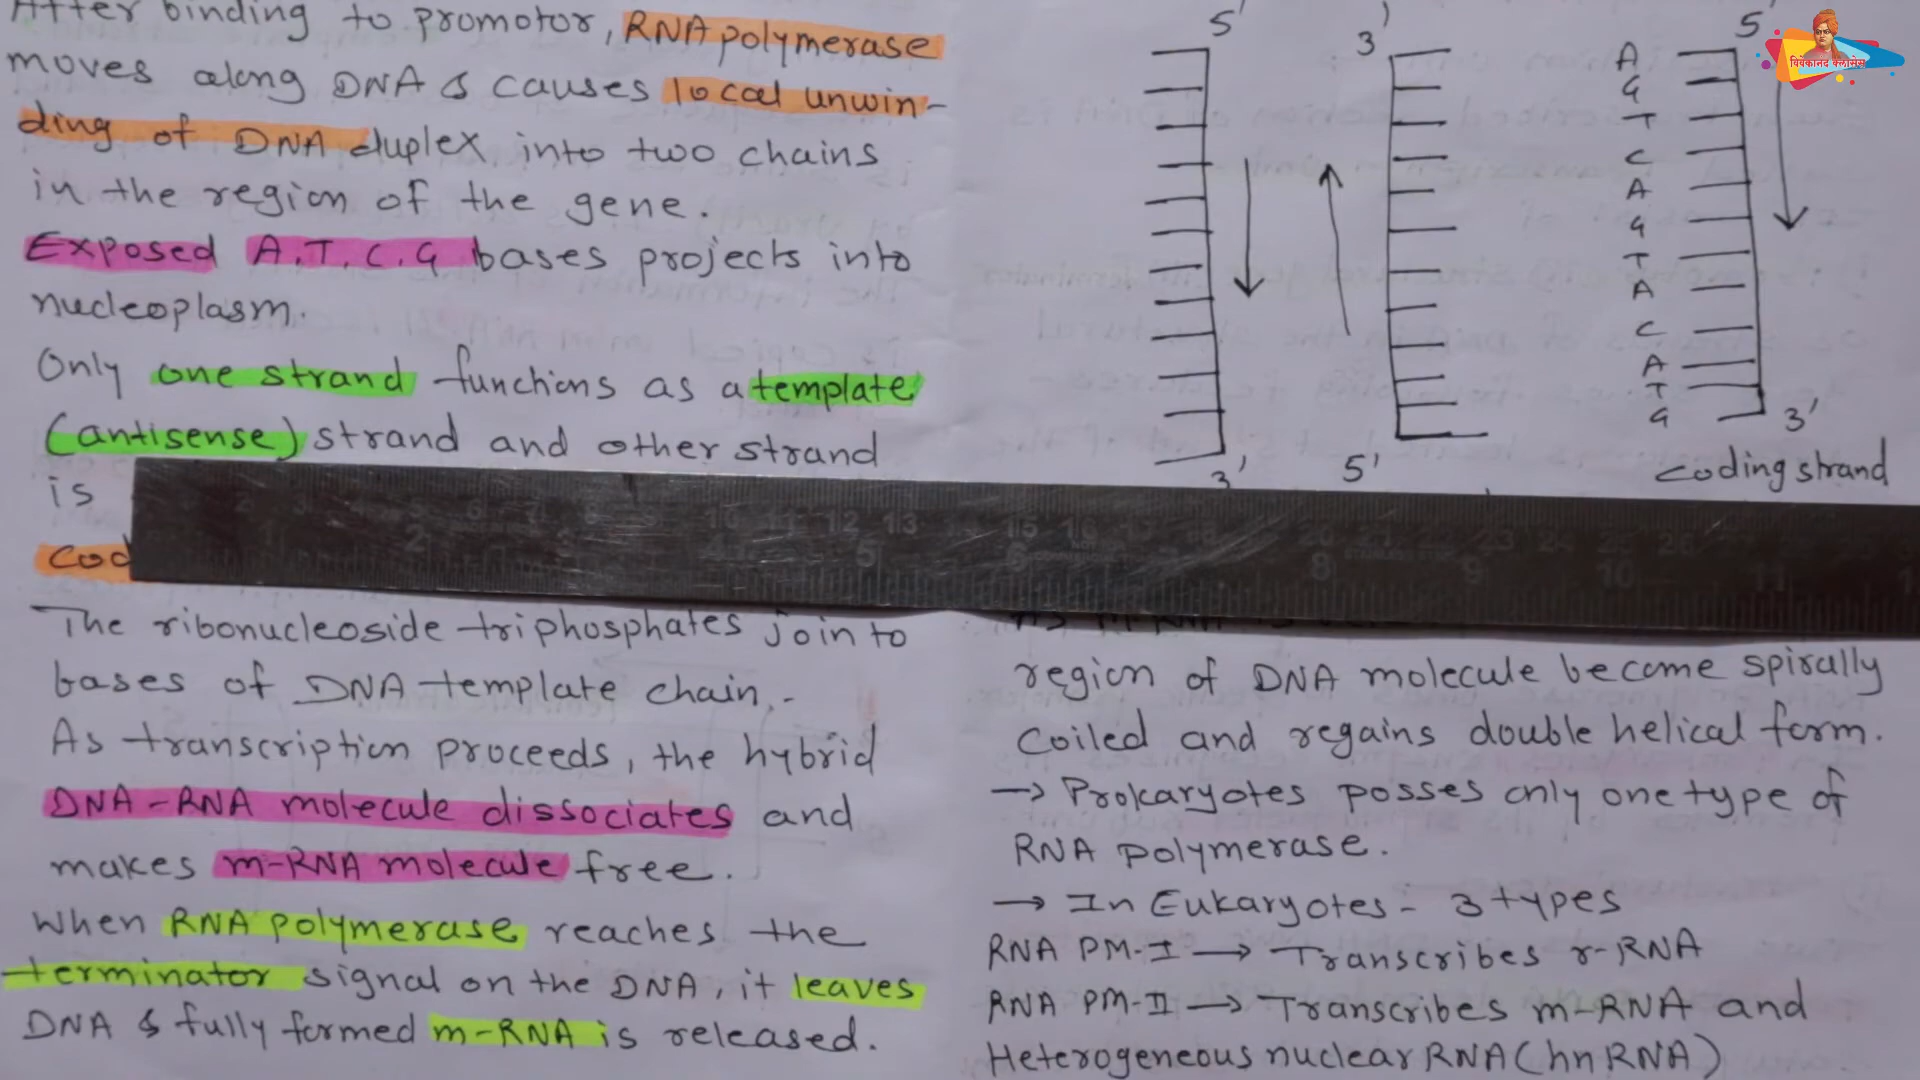 After binding to promotor, RNA polymerase
moves along DNA & causes local unwin-
ding of DNA duplex into two chains
in the region of the gene.
Exposed A.T.C.G bases projects into
nucleoplasm.
Only one strand functions as a template
(antisense) strand and other strand
is
The ribonucleoside triphosphates join to
bases of DNA template chain.-
As transcription proceeds, the hybrid
DNA-RNA molecule dissociates and
makes m-RNA molecule free.
When RNA polymerase reaches the
terminator signal on the DNA, it leaves
DNA & fully formed m-RNA is released.
5'
3'
3'
5'
5'
A
G
T
C
A
G
T
A
C
A
T
G
3'
coding strand
region of DNA molecule become spirally
coiled and regains double helical form.
→ Prokaryotes posses only one type of
RNA polymerase.
→ In Eukaryotes - 3 types
RNA PM-I → Transcribes r-RNA
RNA PM-II → Transcribes m-RNA and
Heterogeneous nuclear RNA (hnRNA)
विवेकानंद क्लासेस